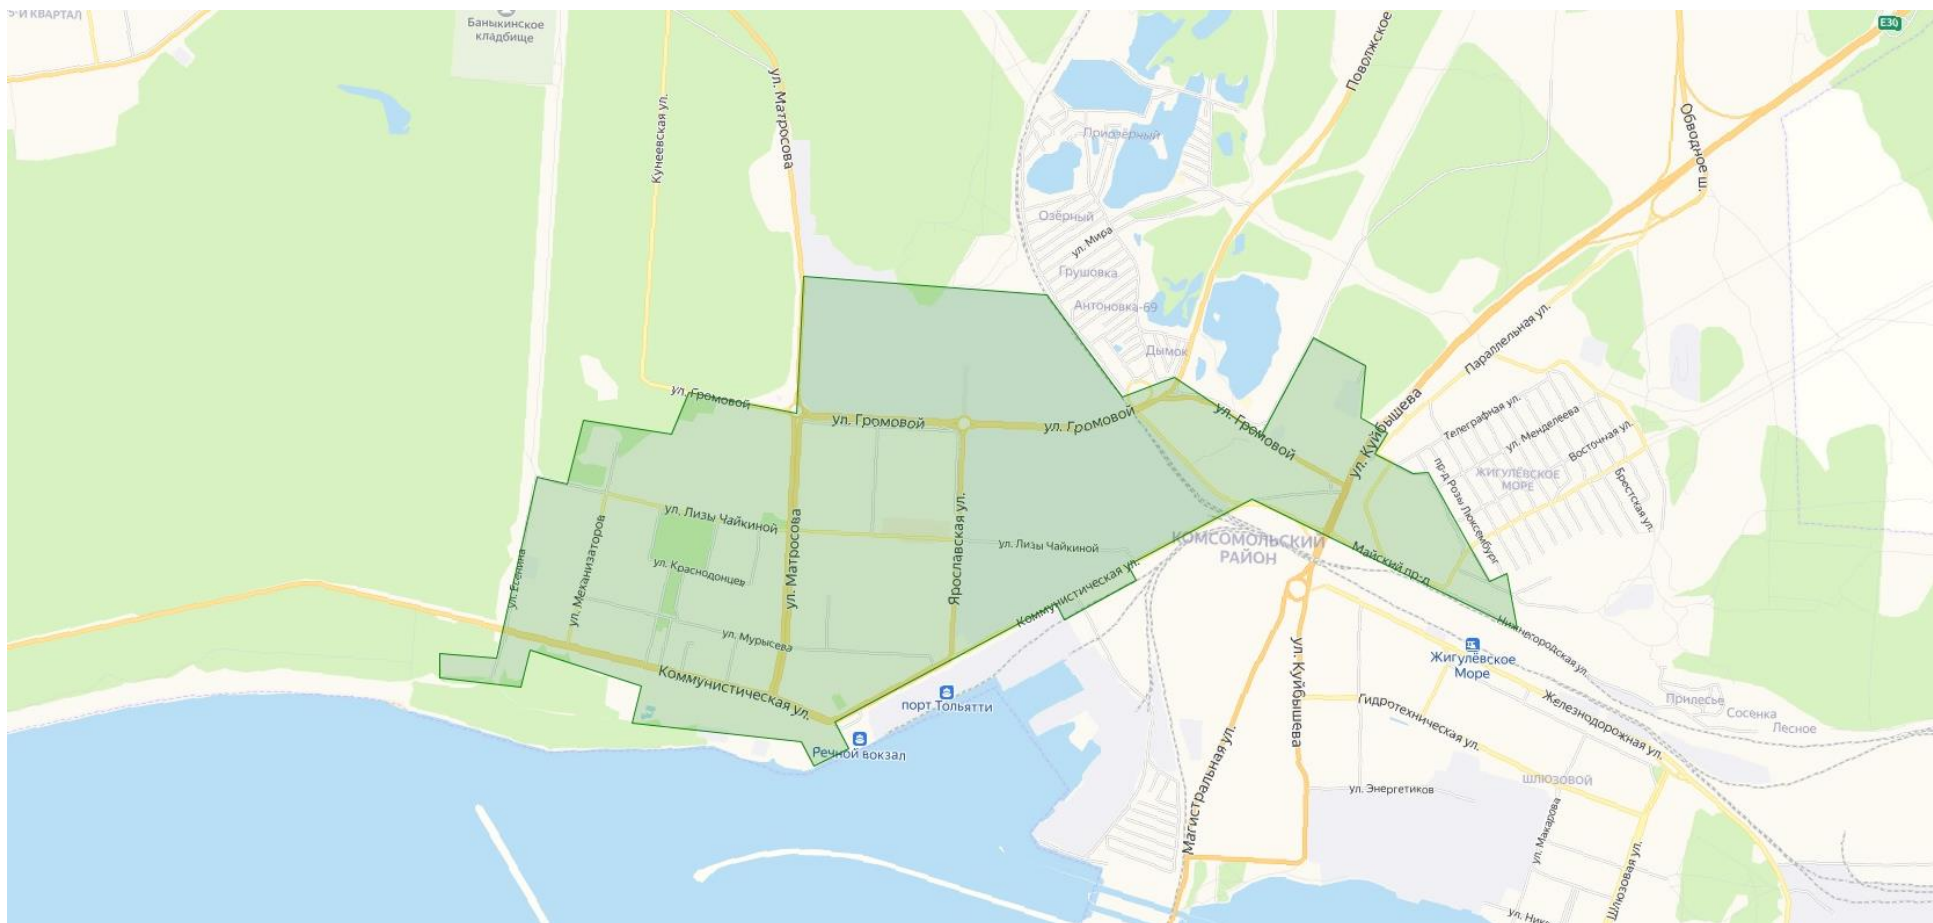 5-Й КВАРТАЛ
Баныкинское
кладбище
E30
Поволжское
ул. Матросова
Кунеевская ул.
Обводное ш.
Приозёрный
Озёрный
ул. Мира
Грушовка
Антоновка-69
Дымок
Параллельная ул.
ул. Громовой
ул. Громовой
ул. Громовой
ул. Громовой
ул. Куйбышева
Телеграфная ул.
ул. Менделеева
Восточная ул.
ЖИГУЛЁВСКОЕ
МОРЕ
пр-д Розы Люксембург
Брестская ул.
ул. Лизы Чайкиной
ул. Матросова
Ярославская ул.
ул. Лизы Чайкиной
ул. Механизаторов
ул. Есенина
ул. Краснодонцев
КОМСОМОЛЬСКИЙ
РАЙОН
Майский пр-д
Коммунистическая ул.
ул. Мурысева
Нижнегородская ул.
Коммунистическая ул.
ул. Куйбышева
Жигулёвское
Море
порт Тольятти
Речной вокзал
Гидротехническая ул.
Железнодорожная ул.
Прилесье
Сосенка
Лесное
Магистральная ул.
ШЛЮЗОВОЙ
ул. Энергетиков
ул. Макарова
Шлюзовая ул.